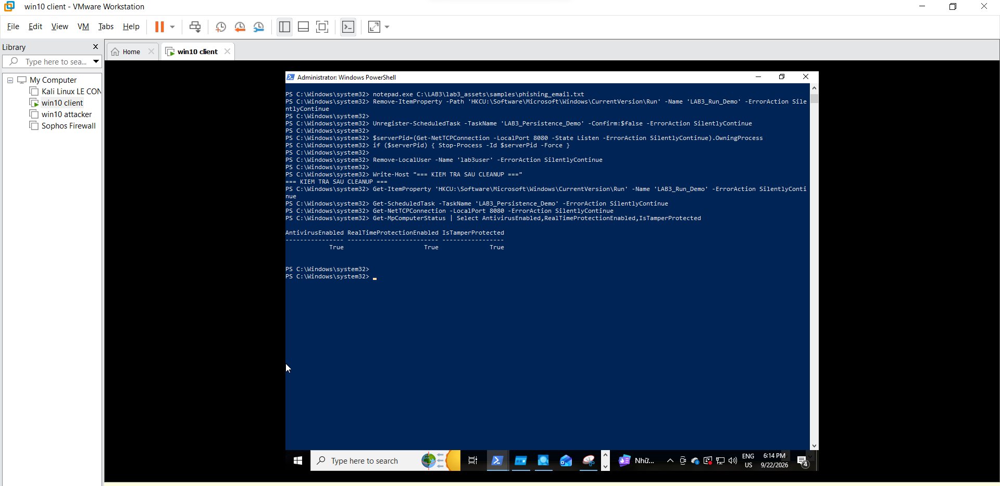 win10 client - VMware Workstation
File Edit View VM Tabs Help
Library
Home
win10 client
Type here to sea...
My Computer
Kali Linux LE CON
win10 client
win10 attacker
Sophos Firewall
Administrator: Windows PowerShell
PS C:\Windows\system32> notepad.exe C:\LAB3\lab3_assets\samples\phishing_email.txt
PS C:\Windows\system32> Remove-ItemProperty -Path 'HKCU:\Software\Microsoft\Windows\CurrentVersion\Run' -Name 'LAB3_Run_Demo' -ErrorAction Sile
ntlyContinue
PS C:\Windows\system32>
PS C:\Windows\system32> Unregister-ScheduledTask -TaskName 'LAB3_Persistence_Demo' -Confirm:$false -ErrorAction SilentlyContinue
PS C:\Windows\system32>
PS C:\Windows\system32> $serverPid=(Get-NetTCPConnection -LocalPort 8080 -State Listen -ErrorAction SilentlyContinue).OwningProcess
PS C:\Windows\system32> if ($serverPid) { Stop-Process -Id $serverPid -Force }
PS C:\Windows\system32>
PS C:\Windows\system32> Remove-LocalUser -Name 'lab3user' -ErrorAction SilentlyContinue
PS C:\Windows\system32>
PS C:\Windows\system32> Write-Host "=== KIEM TRA SAU CLEANUP ==="
=== KIEM TRA SAU CLEANUP ===
PS C:\Windows\system32> Get-ItemProperty 'HKCU:\Software\Microsoft\Windows\CurrentVersion\Run' -Name 'LAB3_Run_Demo' -ErrorAction SilentlyConti
nue
PS C:\Windows\system32> Get-ScheduledTask -TaskName 'LAB3_Persistence_Demo' -ErrorAction SilentlyContinue
PS C:\Windows\system32> Get-NetTCPConnection -LocalPort 8080 -ErrorAction SilentlyContinue
PS C:\Windows\system32> Get-MpComputerStatus | Select AntivirusEnabled,RealTimeProtectionEnabled,IsTamperProtected
AntivirusEnabled RealTimeProtectionEnabled IsTamperProtected
---------------- ------------------------- -----------------
True True True
PS C:\Windows\system32>
PS C:\Windows\system32>
Type here to search
Nhữ...
ENG
US
6:14 PM
9/22/2026
4